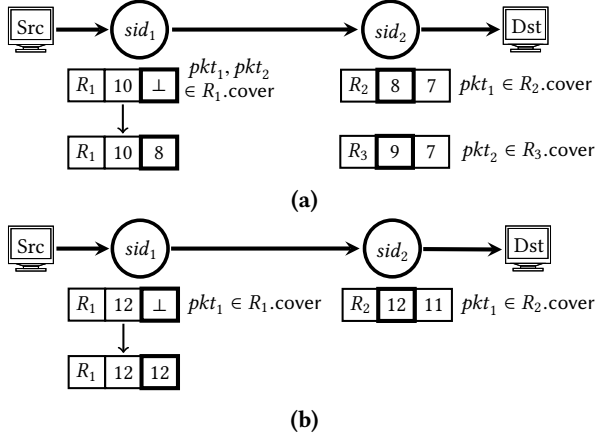 Src sid₁ sid₂ Dst
R₁ 10 ⊥ pkt₁, pkt₂ ∈ R₁.cover R₂ 8 7 pkt₁ ∈ R₂.cover
R₁ 10 8 R₃ 9 7 pkt₂ ∈ R₃.cover
(a)
Src sid₁ sid₂ Dst
R₁ 12 ⊥ pkt₁ ∈ R₁.cover R₂ 12 11 pkt₁ ∈ R₂.cover
R₁ 12 12
(b)